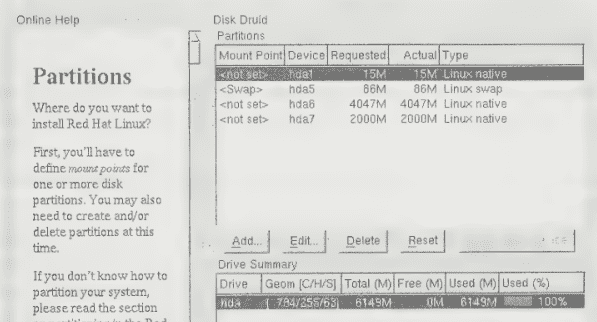 Online Help
Partitions
Where do you want to
install Red Hat Linux?
First, you'll have to
define mount points for
one or more disk
partitions. You may also
need to create and/or
delete partitions at this
time.
If you don't know how to
partition your system,
please read the section
Disk Druid
Partitions
Mount Point Device Requested Actual Type
<not set> hda1 15M 15M Linux native
<Swap> hda5 86M 86M Linux swap
<not set> hda6 4047M 4047M Linux native
<not set> hda7 2000M 2000M Linux native
Add... Edit... Delete Reset
Drive Summary
Drive Geom [C/H/S] Total (M) Free (M) Used (M) Used (%)
hda [ 784/255/63] 6149M 0M 6149M 100%